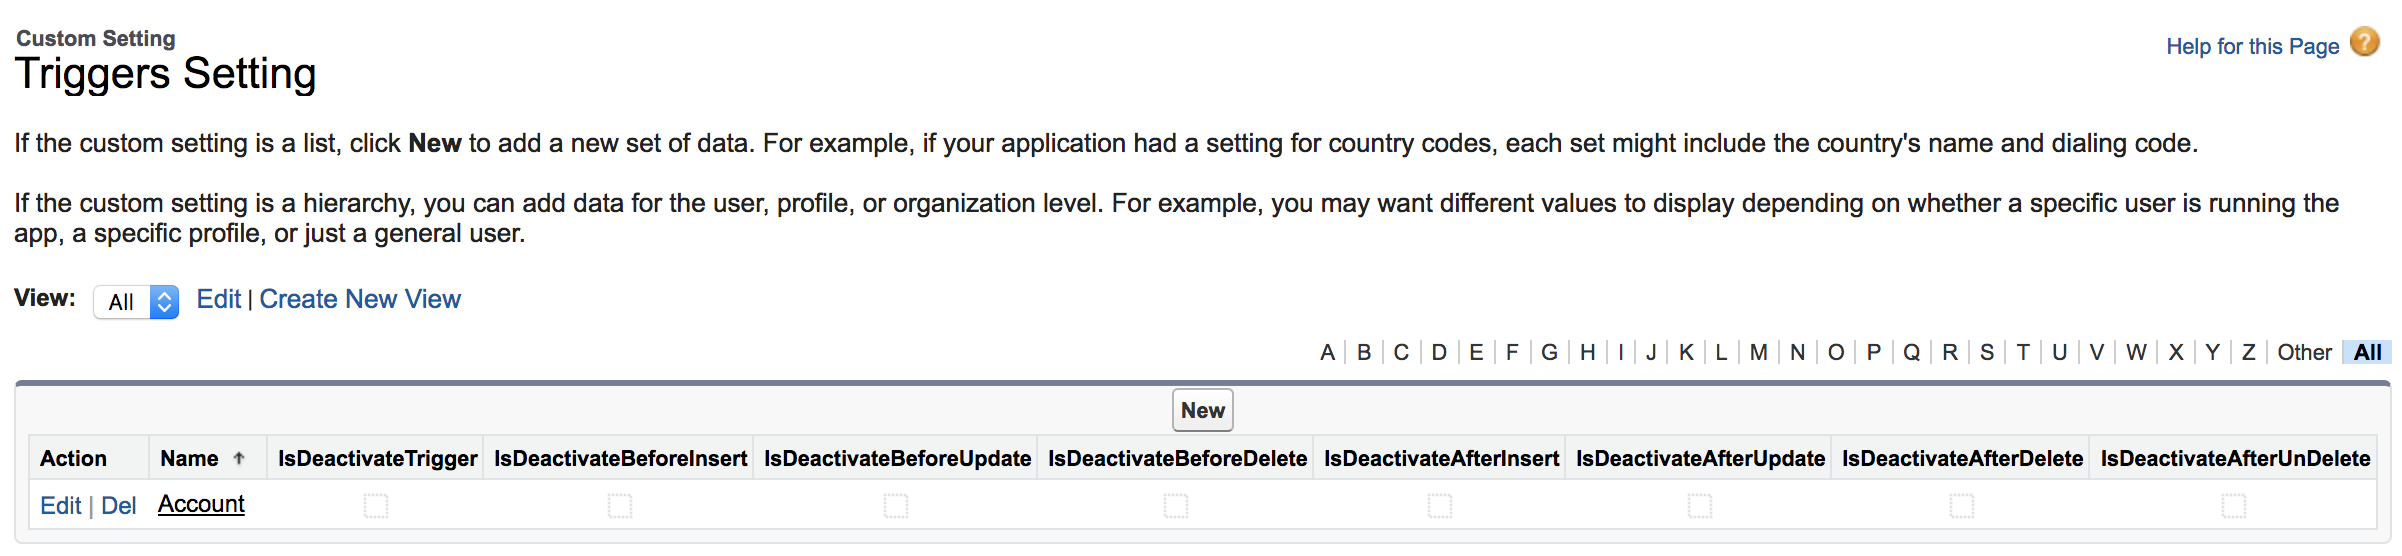 Custom Setting
Triggers Setting
Help for this Page ?
If the custom setting is a list, click New to add a new set of data. For example, if your application had a setting for country codes, each set might include the country's name and dialing code.
If the custom setting is a hierarchy, you can add data for the user, profile, or organization level. For example, you may want different values to display depending on whether a specific user is running the
app, a specific profile, or just a general user.
View: All Edit | Create New View
A | B | C | D | E | F | G | H | I | J | K | L | M | N | O | P | Q | R | S | T | U | V | W | X | Y | Z | Other | All
New
Action Name ↑ IsDeactivateTrigger IsDeactivateBeforeInsert IsDeactivateBeforeUpdate IsDeactivateBeforeDelete IsDeactivateAfterInsert IsDeactivateAfterUpdate IsDeactivateAfterDelete IsDeactivateAfterUnDelete
Edit | Del Account